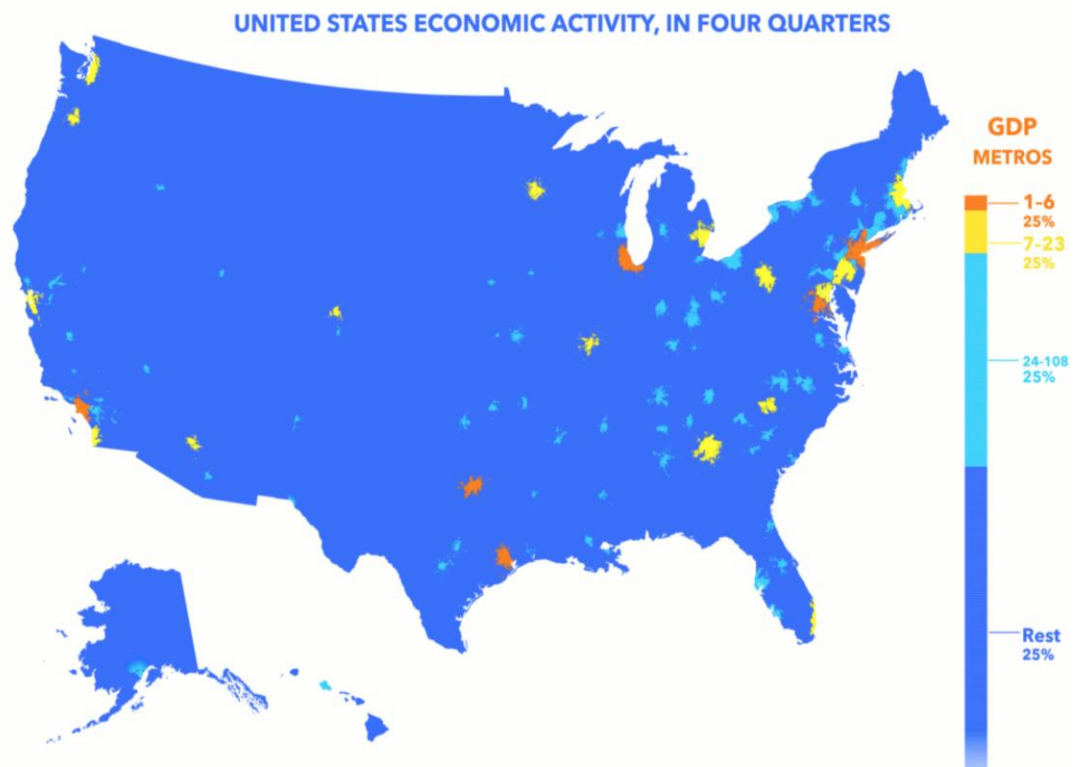 UNITED STATES ECONOMIC ACTIVITY, IN FOUR QUARTERS
GDP
METROS
1-6
25%
7-23
25%
24-108
25%
Rest
25%